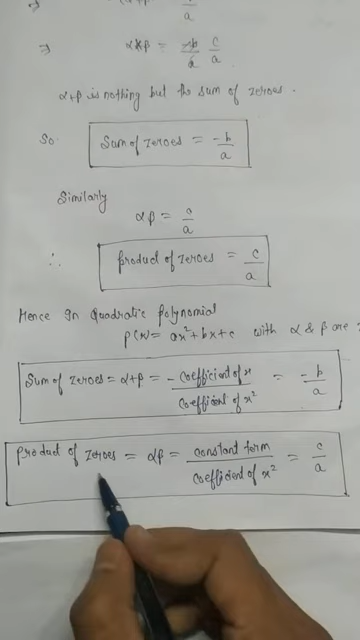 ⇒ αβ = c/a
α+β is nothing but the sum of zeroes.
So Sum of zeroes = -b/a
Similarly
αβ = c/a
∴ product of zeroes = c/a
Hence In Quadratic Polynomial
P(x) = ax²+bx+c with α & β are
Sum of zeroes = α+β = -coefficient of x/coefficient of x² = -b/a
Product of zeroes = αβ = constant term/coefficient of x² = c/a